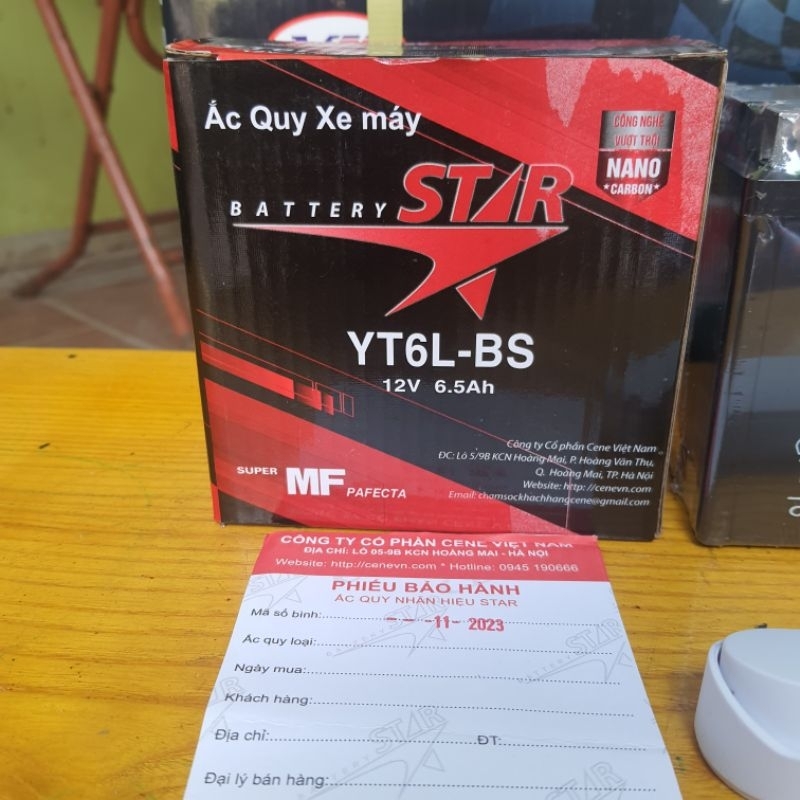 Ắc Quy Xe máy
CÔNG NGHỆ
VƯỢT TRỘI
NANO
*CARBON*
BATTERY STAR
YT6L-BS
12V 6.5Ah
SUPER MF PAFECTA
Công ty Cổ phần Cene Việt Nam
ĐC: Lô 5/9B KCN Hoàng Mai, P. Hoàng Văn Thụ,
Q. Hoàng Mai, TP. Hà Nội
Website: http://cenevn.com
Email: chamsockhachhangcene@gmail.com
CÔNG TY CỔ PHẦN CENE VIỆT NAM
ĐỊA CHỈ: LÔ 05-9B KCN HOÀNG MAI - HÀ NỘI
Website: http://cenevn.com * Hotline: 0945 190666
PHIẾU BẢO HÀNH
ẮC QUY NHÃN HIỆU STAR
Mã số bình: -11- 2023
Ắc quy loại:
Ngày mua:
Khách hàng:
Địa chỉ: ĐT:
Đại lý bán hàng:
BATTERY STAR
STAR